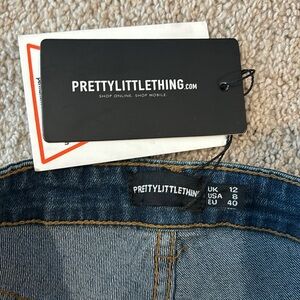 PRETTYLITTLETHING.COM
SHOP ONLINE. SHOP MOBILE.
PRETTYLITTLETHING
UK 12
USA 8
EU 40